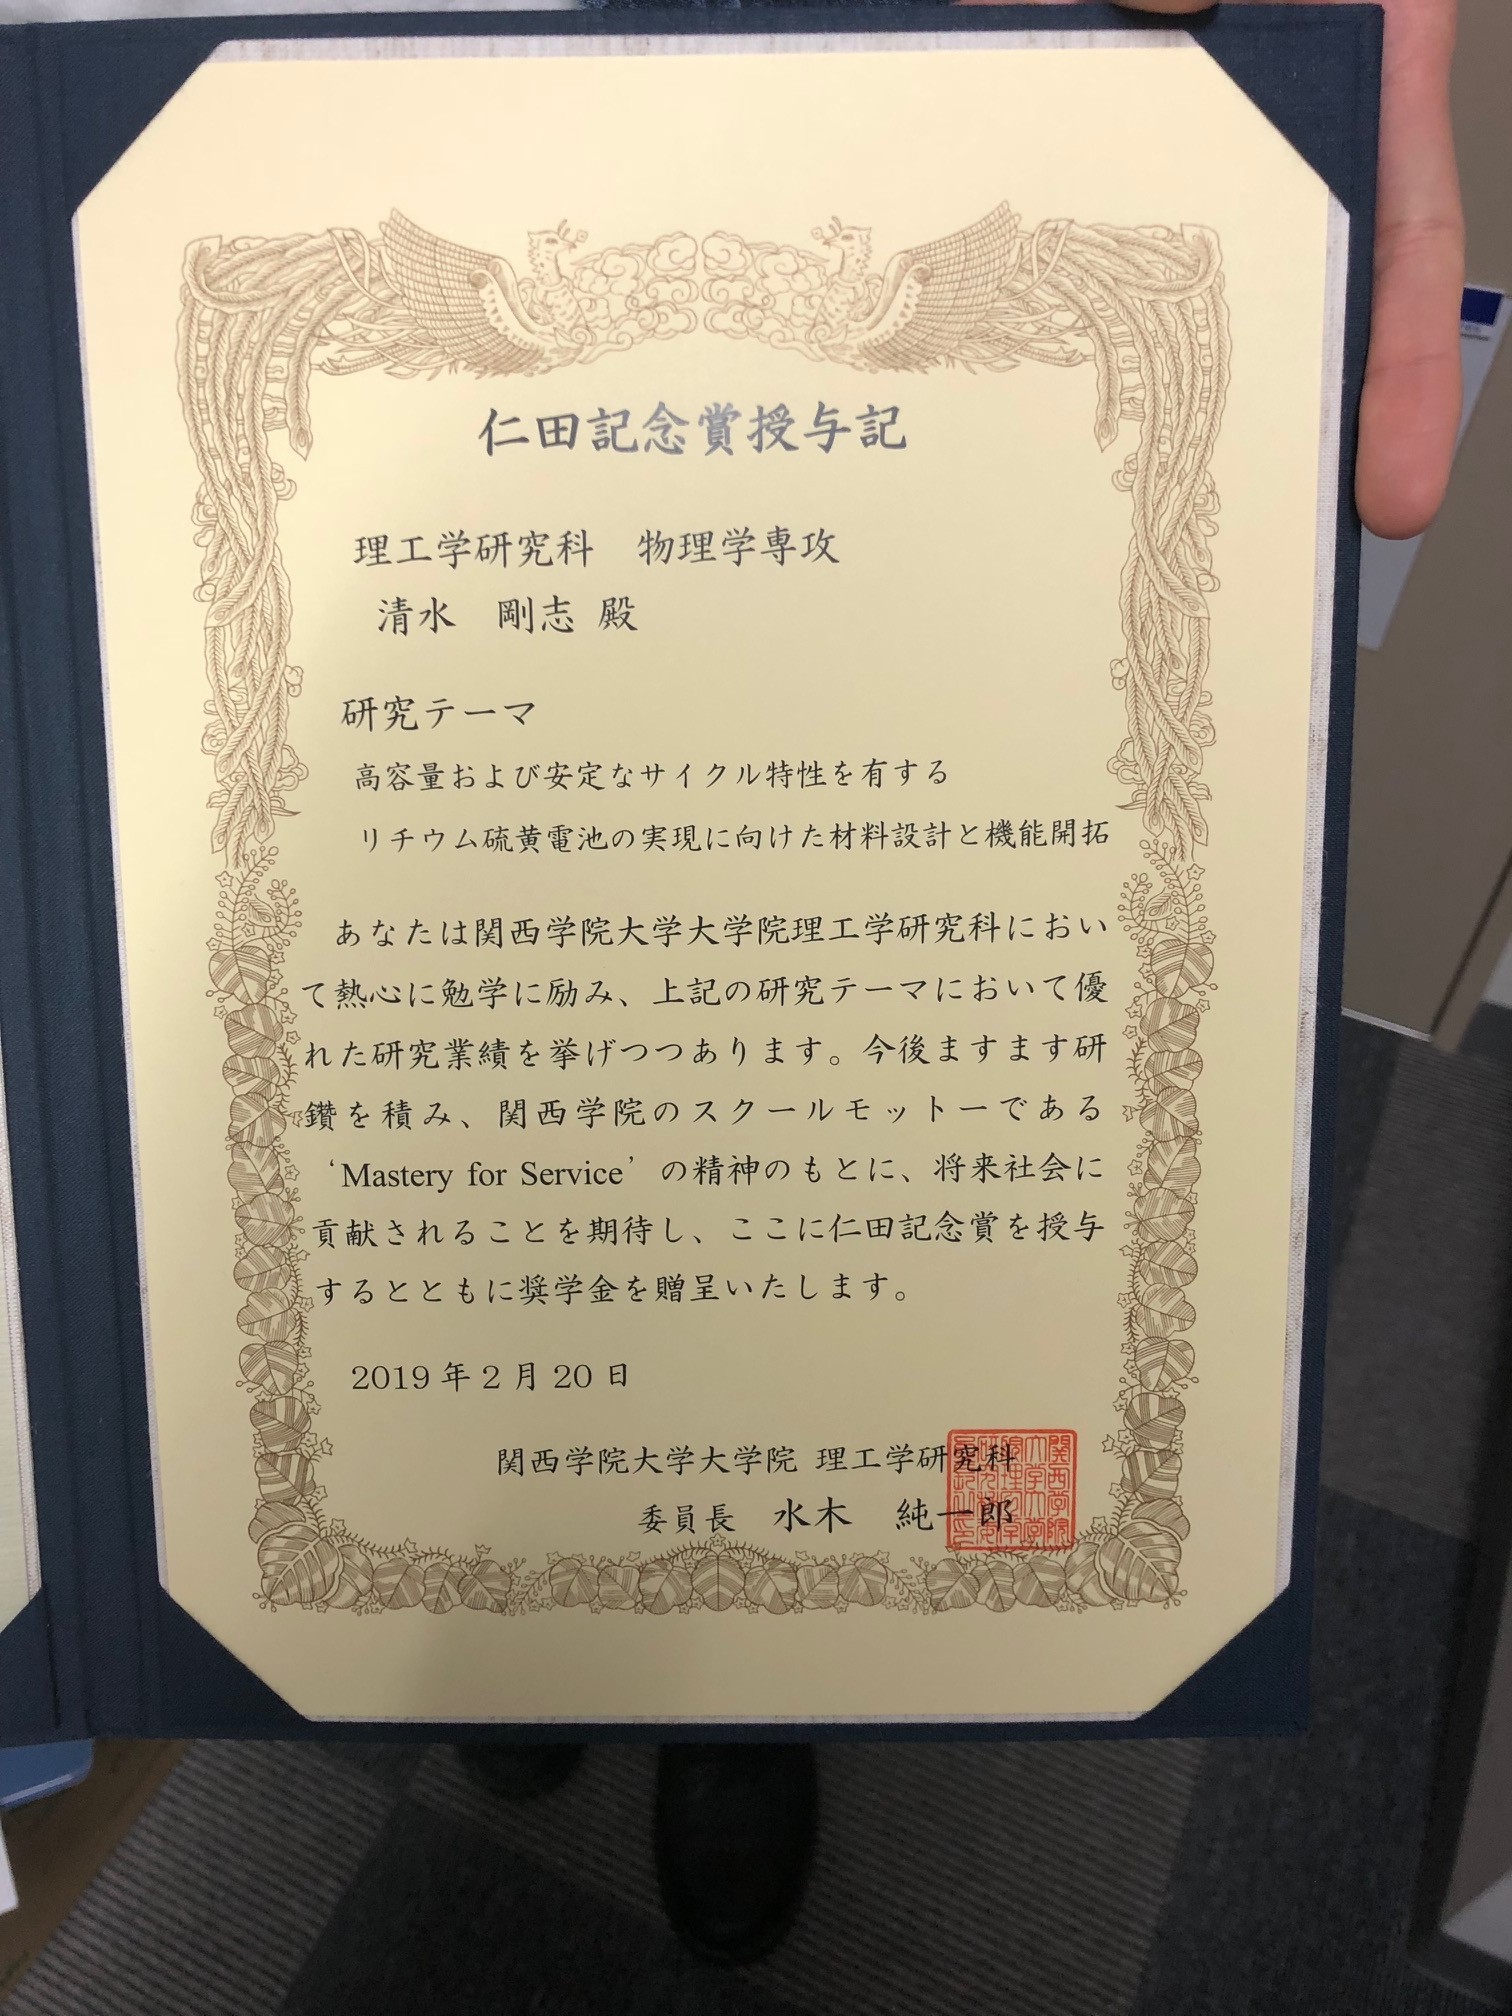 仁田記念賞授与記
理工学研究科　物理学専攻
清水　剛志 殿
研究テーマ
高容量および安定なサイクル特性を有する
リチウム硫黄電池の実現に向けた材料設計と機能開拓
あなたは関西学院大学大学院理工学研究科におい
て熱心に勉学に励み、上記の研究テーマにおいて優
れた研究業績を挙げつつあります。今後ますます研
鑽を積み、関西学院のスクールモットーである
‘Mastery for Service’の精神のもとに、将来社会に
貢献されることを期待し、ここに仁田記念賞を授与
するとともに奨学金を贈呈いたします。
2019 年 2 月 20 日
関西学院大学大学院 理工学研究科
委員長　水木　純一郎